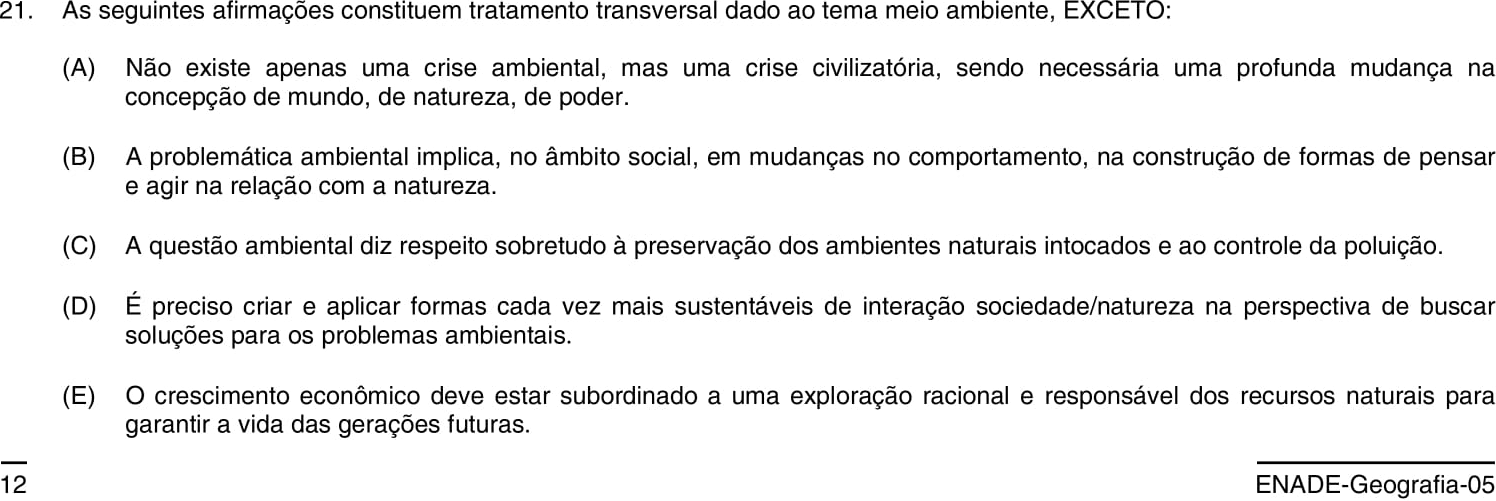 21. As seguintes afirmações constituem tratamento transversal dado ao tema meio ambiente, EXCETO:
(A) Não existe apenas uma crise ambiental, mas uma crise civilizatória, sendo necessária uma profunda mudança na
concepção de mundo, de natureza, de poder.
(B) A problemática ambiental implica, no âmbito social, em mudanças no comportamento, na construção de formas de pensar
e agir na relação com a natureza.
(C) A questão ambiental diz respeito sobretudo à preservação dos ambientes naturais intocados e ao controle da poluição.
(D) É preciso criar e aplicar formas cada vez mais sustentáveis de interação sociedade/natureza na perspectiva de buscar
soluções para os problemas ambientais.
(E) O crescimento econômico deve estar subordinado a uma exploração racional e responsável dos recursos naturais para
garantir a vida das gerações futuras.
12 ENADE-Geografia-05